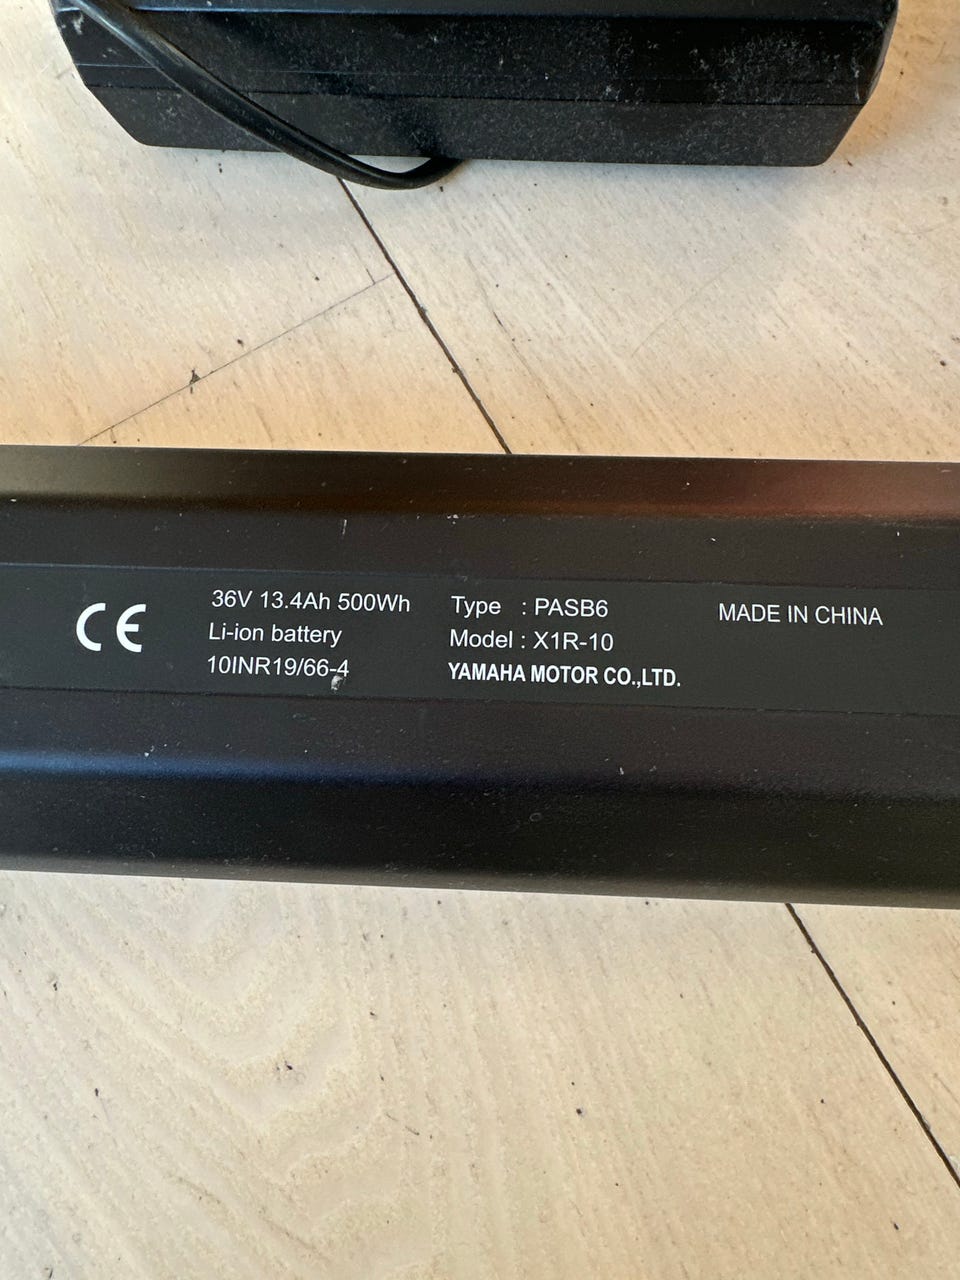 CE
36V 13.4Ah 500Wh
Li-ion battery
10INR19/66-4
Type : PASB6
Model : X1R-10
YAMAHA MOTOR CO.,LTD.
MADE IN CHINA